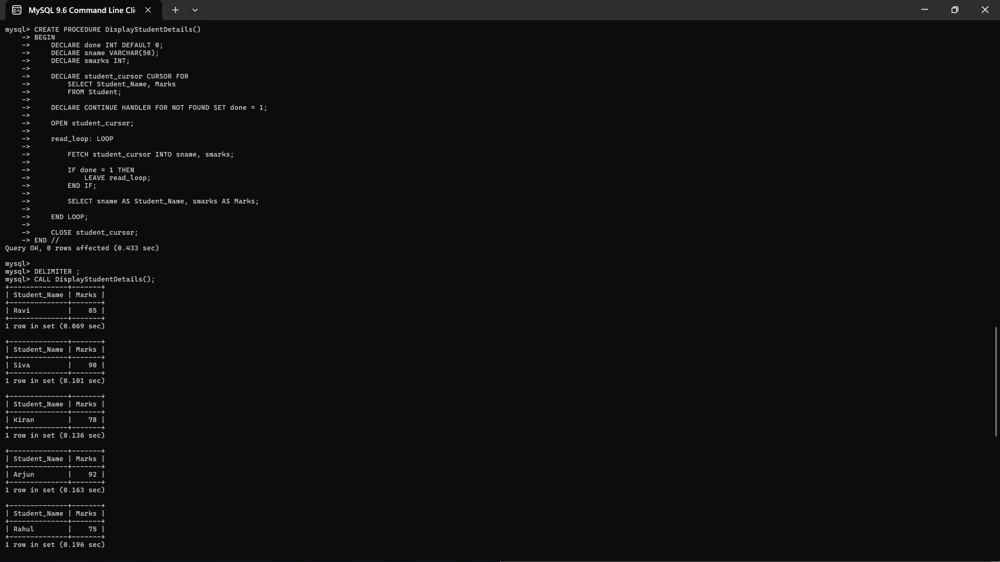 MySQL 9.6 Command Line Cli
mysql> CREATE PROCEDURE DisplayStudentDetails()
    -> BEGIN
    ->     DECLARE done INT DEFAULT 0;
    ->     DECLARE sname VARCHAR(50);
    ->     DECLARE smarks INT;
    ->
    ->     DECLARE student_cursor CURSOR FOR
    ->         SELECT Student_Name, Marks
    ->         FROM Student;
    ->
    ->     DECLARE CONTINUE HANDLER FOR NOT FOUND SET done = 1;
    ->
    ->     OPEN student_cursor;
    ->
    ->     read_loop: LOOP
    ->
    ->         FETCH student_cursor INTO sname, smarks;
    ->
    ->         IF done = 1 THEN
    ->             LEAVE read_loop;
    ->         END IF;
    ->
    ->         SELECT sname AS Student_Name, smarks AS Marks;
    ->
    ->     END LOOP;
    ->
    ->     CLOSE student_cursor;
    -> END //
Query OK, 0 rows affected (0.433 sec)

mysql>
mysql> DELIMITER ;
mysql> CALL DisplayStudentDetails();
+--------------+-------+
| Student_Name | Marks |
+--------------+-------+
| Ravi         |    85 |
+--------------+-------+
1 row in set (0.069 sec)

+--------------+-------+
| Student_Name | Marks |
+--------------+-------+
| Siva         |    90 |
+--------------+-------+
1 row in set (0.101 sec)

+--------------+-------+
| Student_Name | Marks |
+--------------+-------+
| Kiran        |    78 |
+--------------+-------+
1 row in set (0.136 sec)

+--------------+-------+
| Student_Name | Marks |
+--------------+-------+
| Arjun        |    92 |
+--------------+-------+
1 row in set (0.163 sec)

+--------------+-------+
| Student_Name | Marks |
+--------------+-------+
| Rahul        |    75 |
+--------------+-------+
1 row in set (0.196 sec)